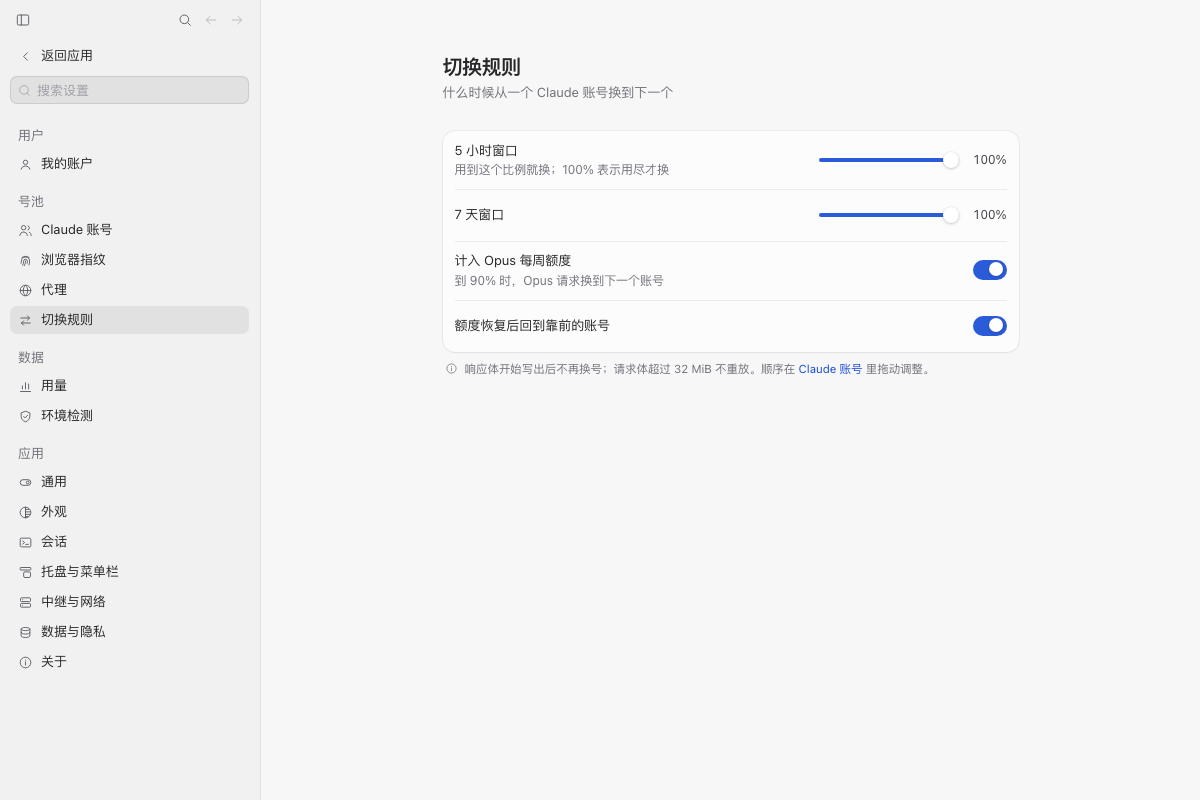 返回应用
搜索设置
用户
我的账户
号池
Claude 账号
浏览器指纹
代理
切换规则
数据
用量
环境检测
应用
通用
外观
会话
托盘与菜单栏
中继与网络
数据与隐私
关于
切换规则
什么时候从一个 Claude 账号换到下一个
5 小时窗口
用到这个比例就换；100% 表示用尽才换
100%
7 天窗口
100%
计入 Opus 每周额度
到 90% 时，Opus 请求换到下一个账号
额度恢复后回到靠前的账号
响应体开始写出后不再换号；请求体超过 32 MiB 不重放。顺序在 Claude 账号 里拖动调整。